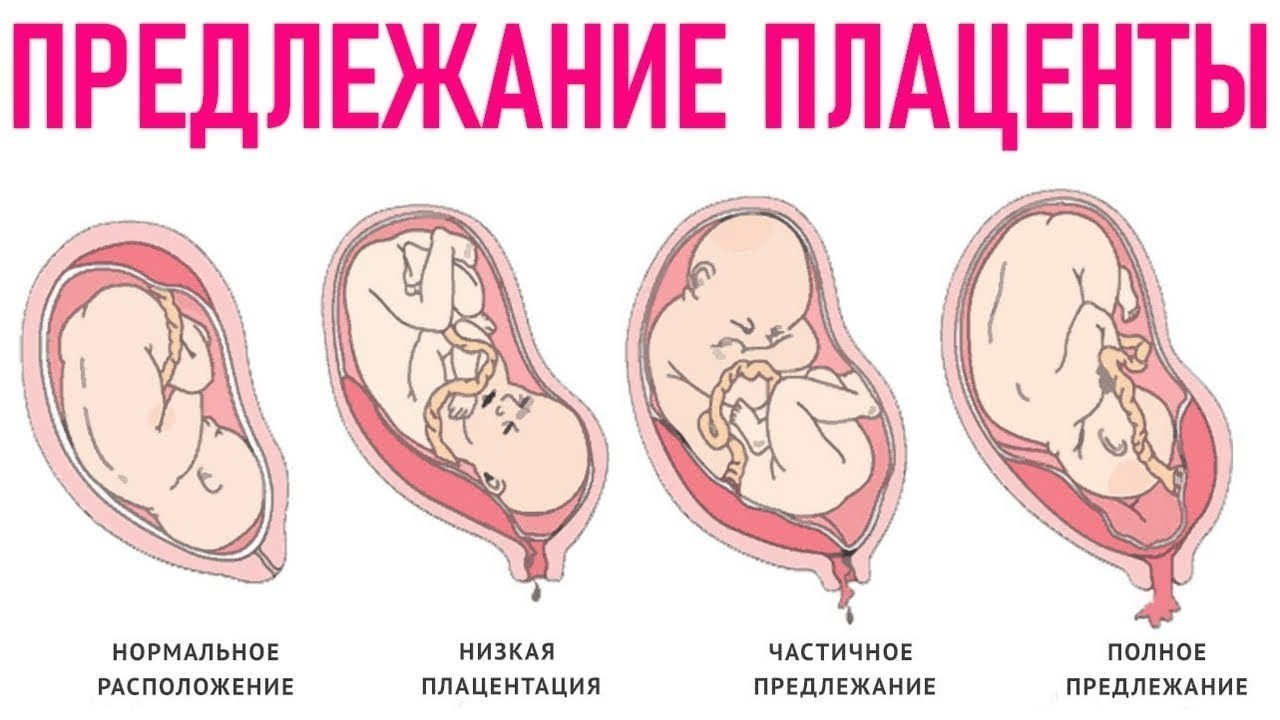 ПРЕДЛЕЖАНИЕ ПЛАЦЕНТЫ
НОРМАЛЬНОЕ
РАСПОЛОЖЕНИЕ
НИЗКАЯ
ПЛАЦЕНТАЦИЯ
ЧАСТИЧНОЕ
ПРЕДЛЕЖАНИЕ
ПОЛНОЕ
ПРЕДЛЕЖАНИЕ